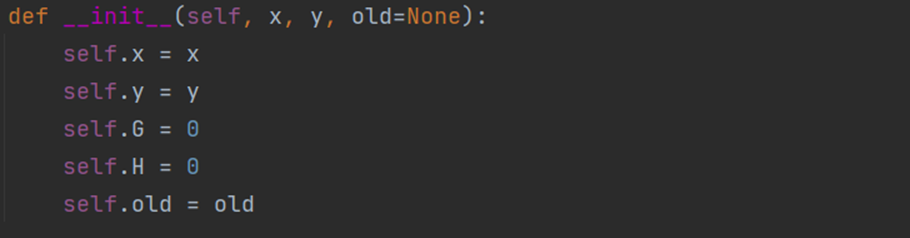 def __init__(self, x, y, old=None):
self.x = x
self.y = y
self.G = 0
self.H = 0
self.old = old